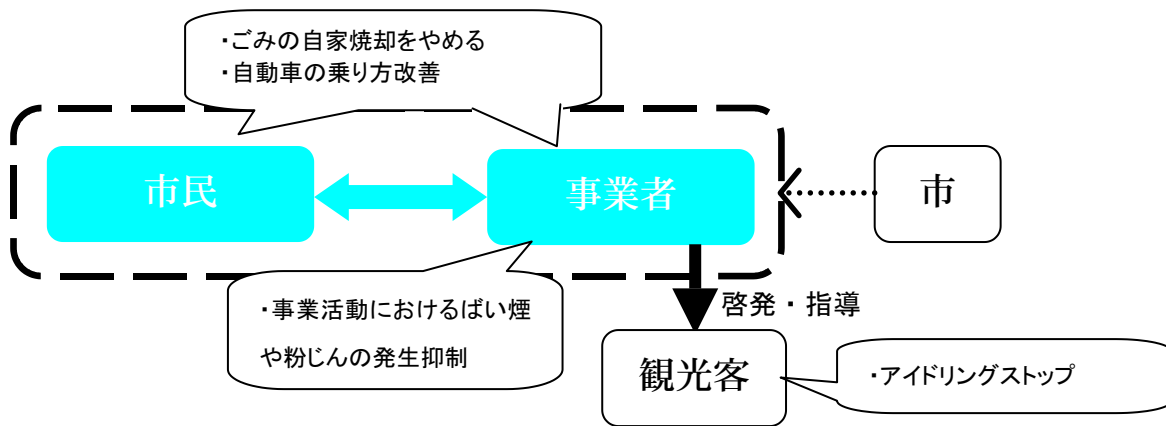 ・ごみの自家焼却をやめる
・自動車の乗り方改善
市民
事業者
市
・事業活動におけるばい煙
や粉じんの発生抑制
啓発・指導
観光客
・アイドリングストップ